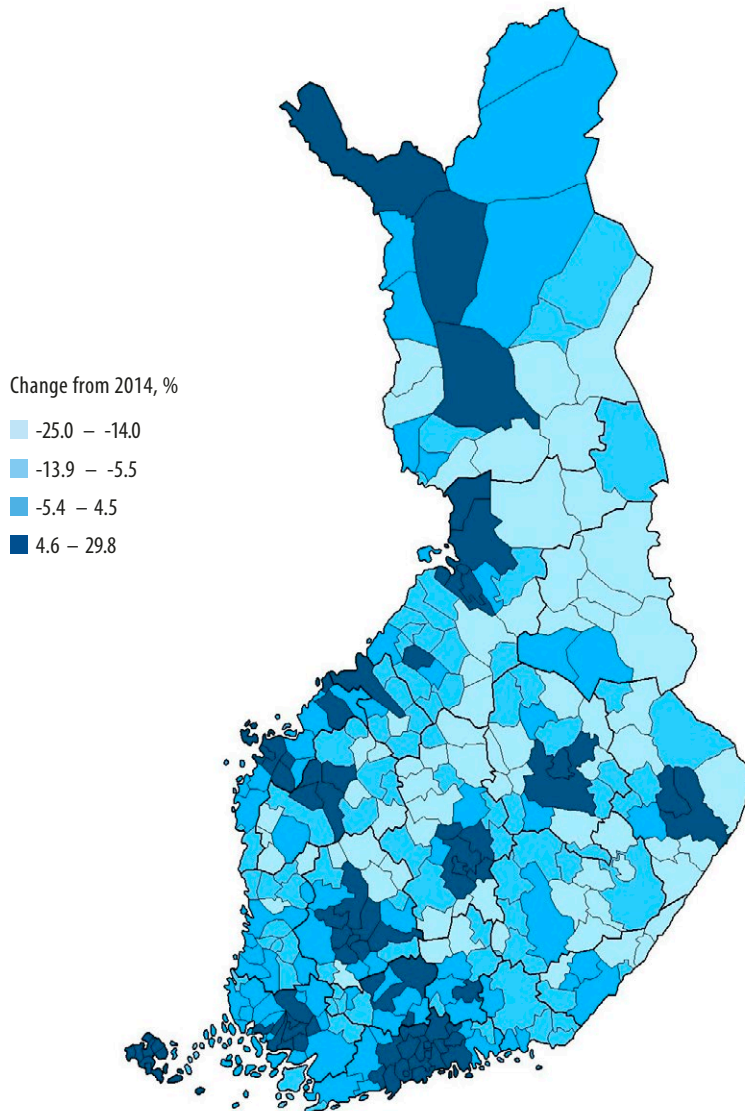 Change from 2014, %
-25.0 – -14.0
-13.9 – -5.5
-5.4 – 4.5
4.6 – 29.8